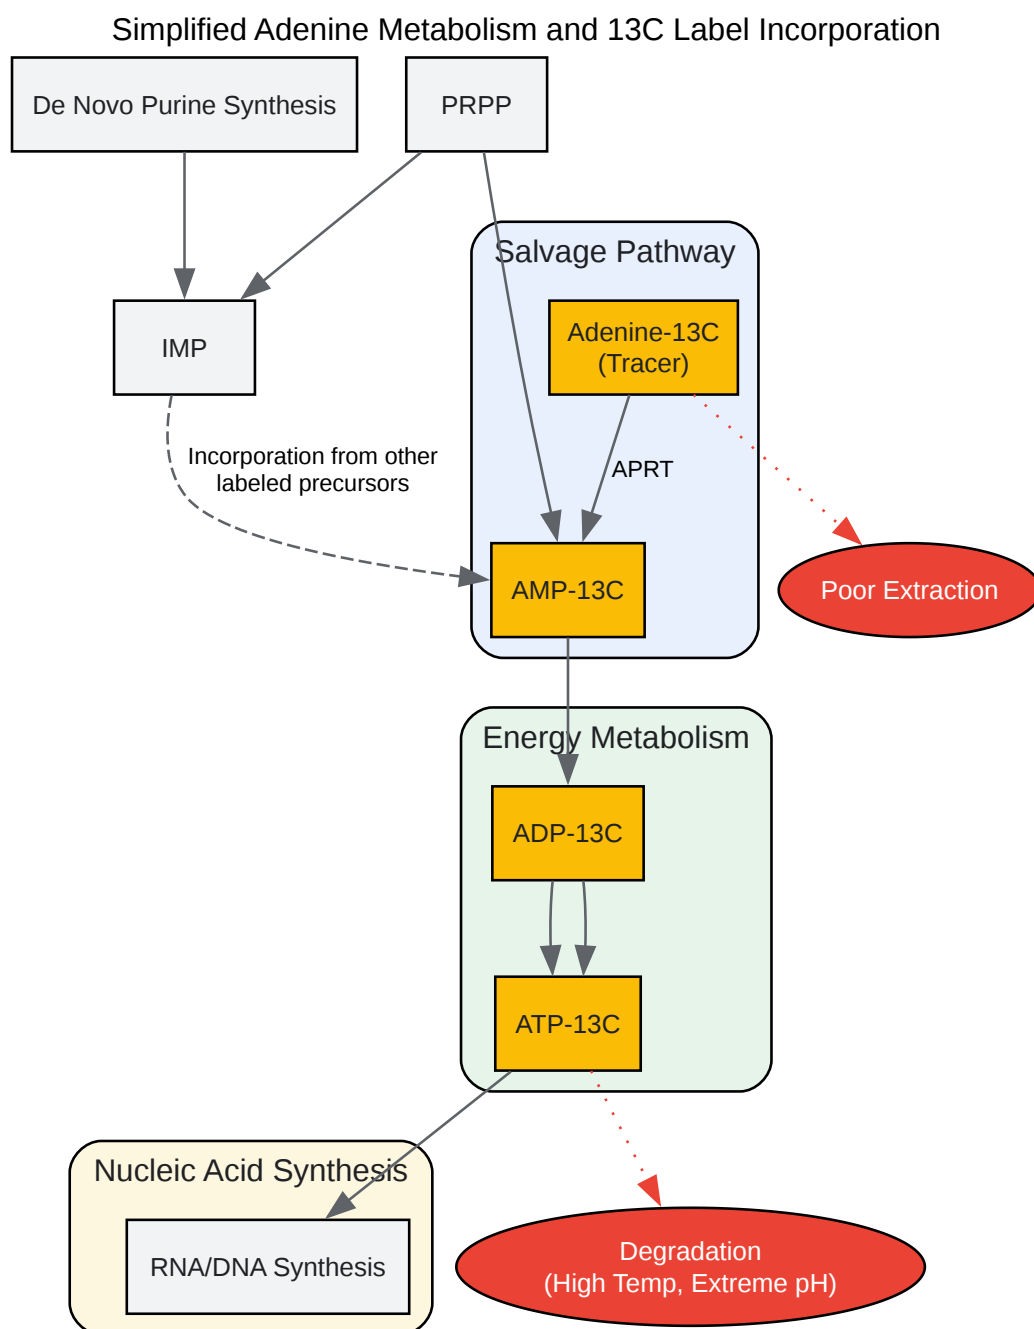 Simplified Adenine Metabolism and 13C Label Incorporation
De Novo Purine Synthesis
PRPP
Salvage Pathway
IMP
Adenine-13C
(Tracer)
Incorporation from other
labeled precursors
APRT
AMP-13C
Poor Extraction
Energy Metabolism
ADP-13C
ATP-13C
Nucleic Acid Synthesis
RNA/DNA Synthesis
Degradation
(High Temp, Extreme pH)